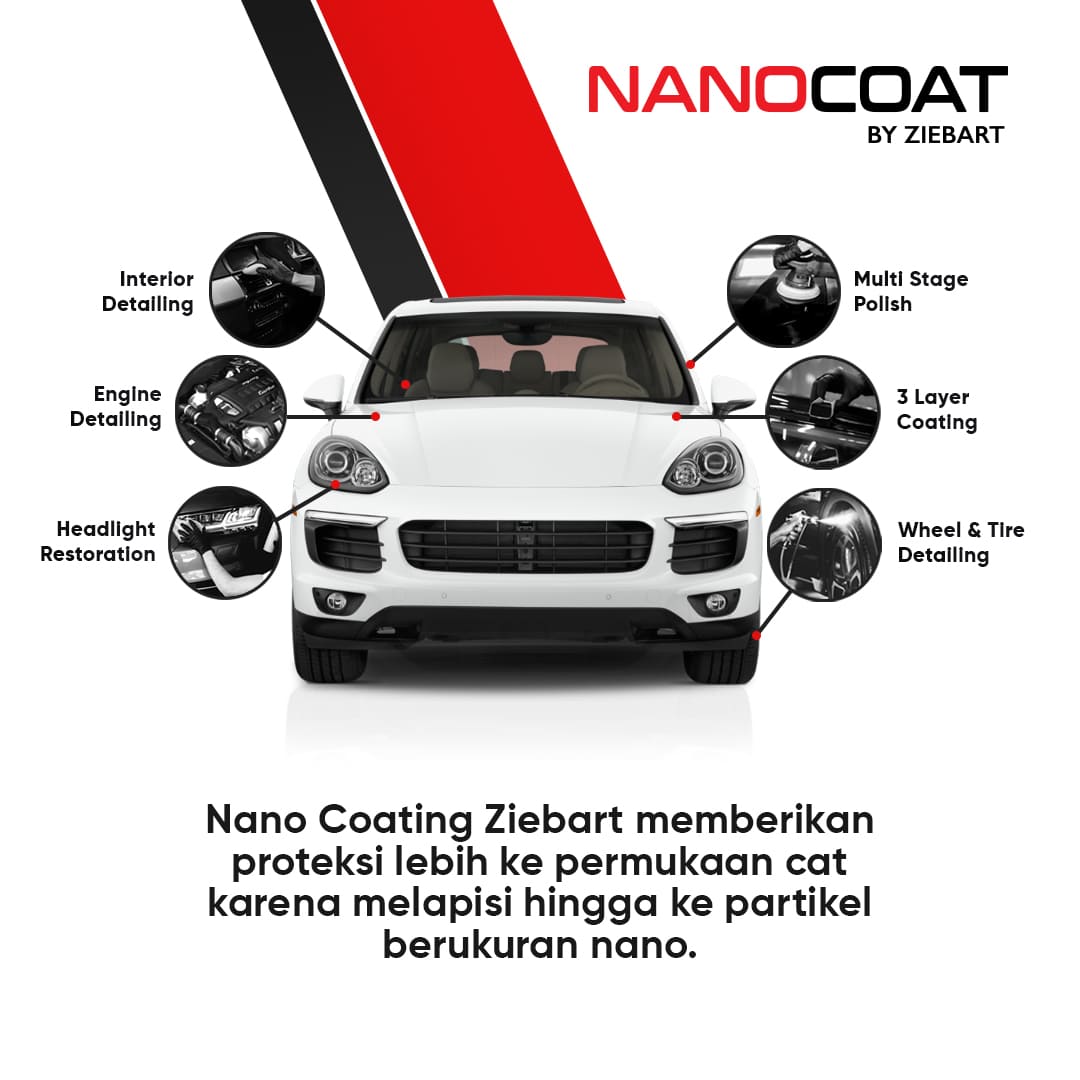 NANOCOAT
BY ZIEBART
Interior
Detailing
Multi Stage
Polish
Engine
Detailing
3 Layer
Coating
Headlight
Restoration
Wheel & Tire
Detailing
Nano Coating Ziebart memberikan
proteksi lebih ke permukaan cat
karena melapisi hingga ke partikel
berukuran nano.